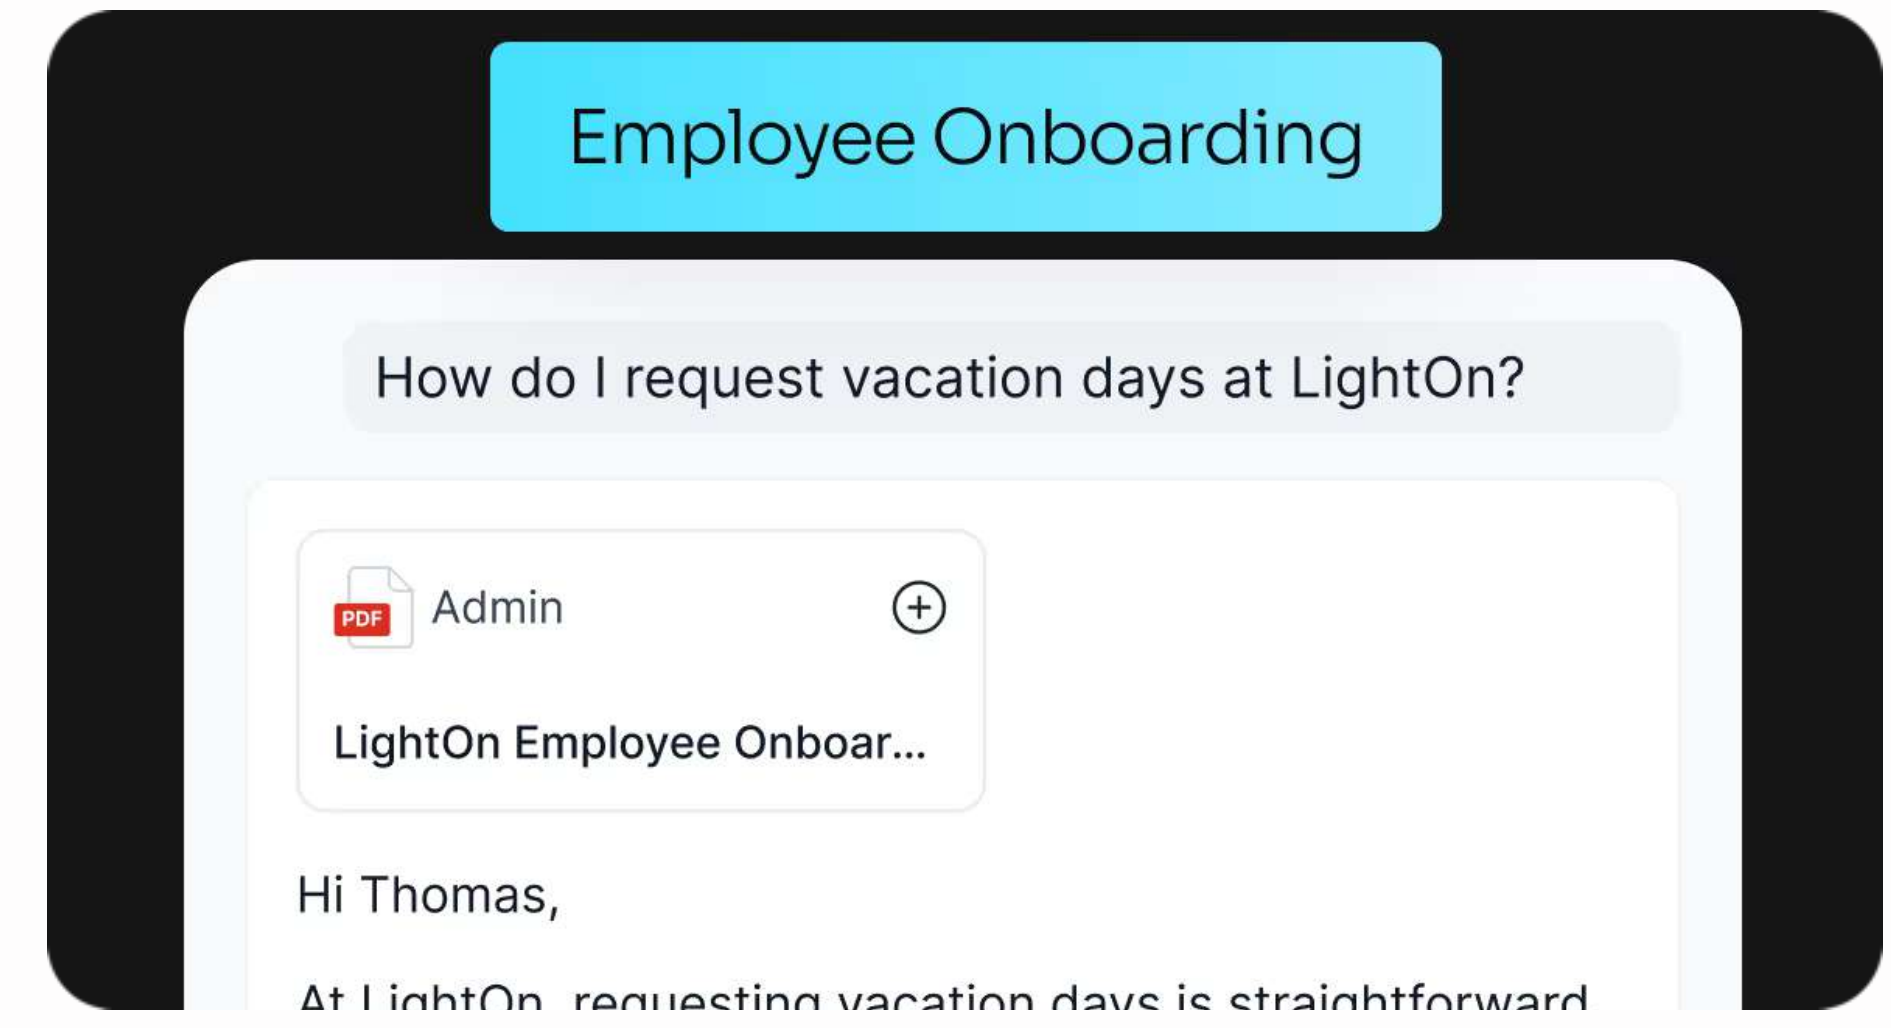 Employee Onboarding
How do I request vacation days at LightOn?
PDF Admin
LightOn Employee Onboar...
Hi Thomas,
At LightOn, requesting vacation days is straightforward